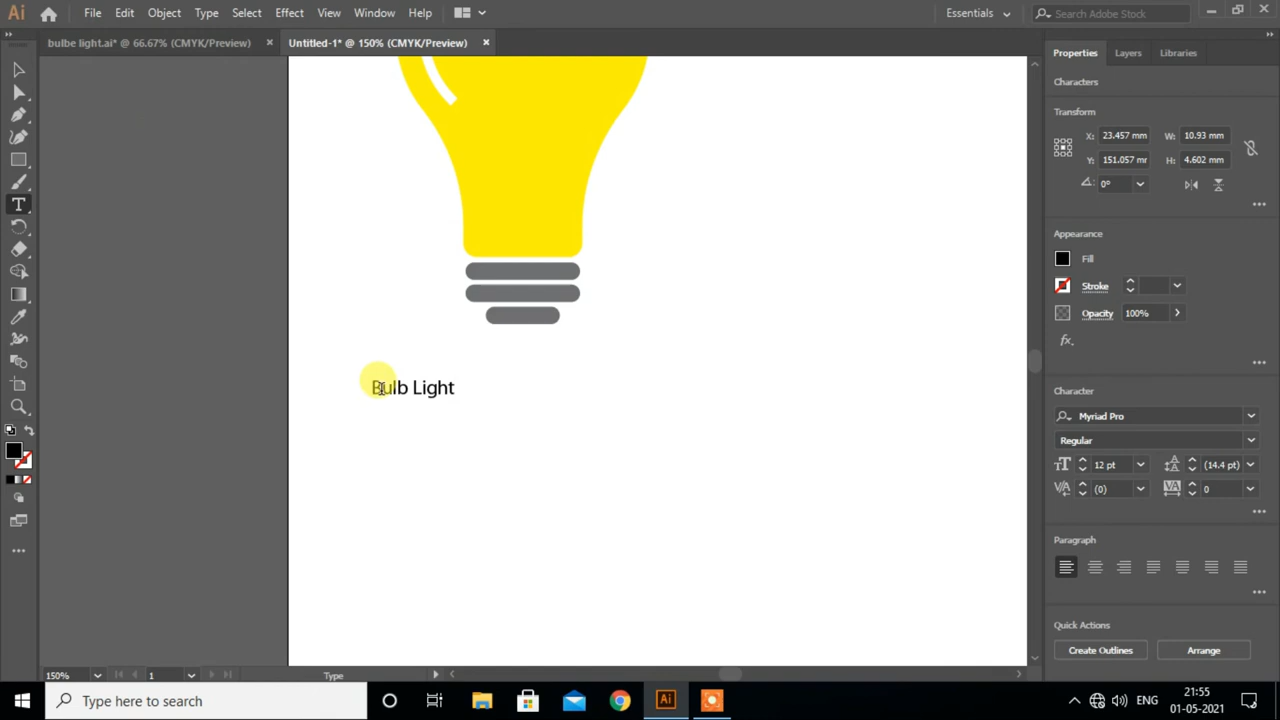 Ai File Edit Object Type Select Effect View Window Help Essentials Search Adobe Stock
bulbe light.ai* @ 66.67% (CMYK/Preview) × Untitled-1* @ 150% (CMYK/Preview) ×
Properties Layers Libraries
Characters
Transform
X: 23.457 mm W: 10.93 mm
Y: 151.057 mm H: 4.602 mm
0°
Appearance
Fill
Stroke
Opacity 100%
fx.
Bulb Light
Character
Myriad Pro
Regular
12 pt (14.4 pt)
(0) 0
Paragraph
Quick Actions
Create Outlines Arrange
150% 1 Type
Type here to search
Ai
ENG
21:55
01-05-2021